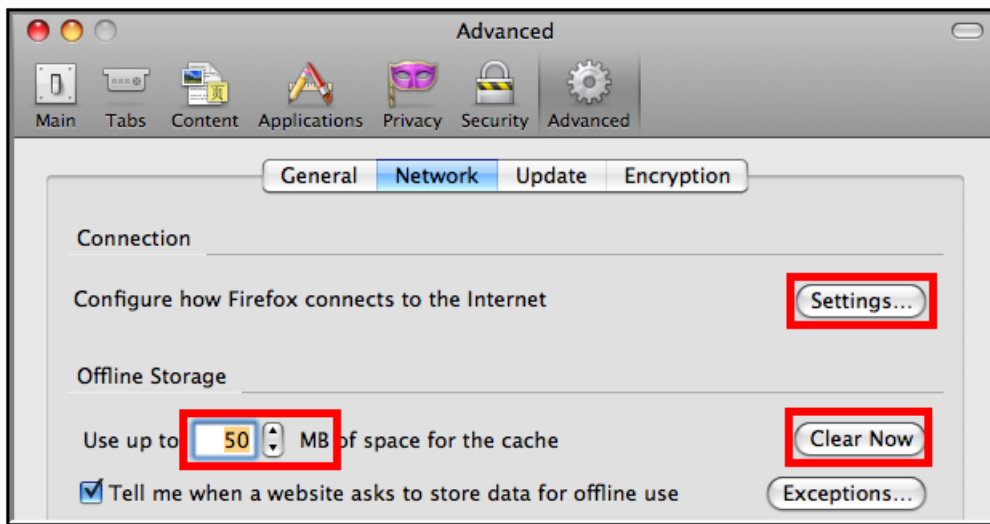 Advanced
Main Tabs Content Applications Privacy Security Advanced
General Network Update Encryption
Connection
Configure how Firefox connects to the Internet Settings...
Offline Storage
Use up to 50 MB of space for the cache Clear Now
Tell me when a website asks to store data for offline use Exceptions...